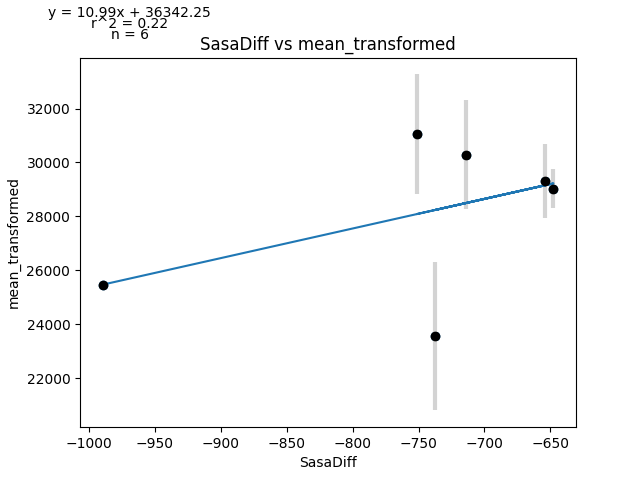 y = 10.99x + 36342.25
r^2 = 0.22
n = 6
SasaDiff vs mean_transformed
mean_transformed
32000
30000
28000
26000
24000
22000
−1000
−950
−900
−850
−800
−750
−700
−650
SasaDiff